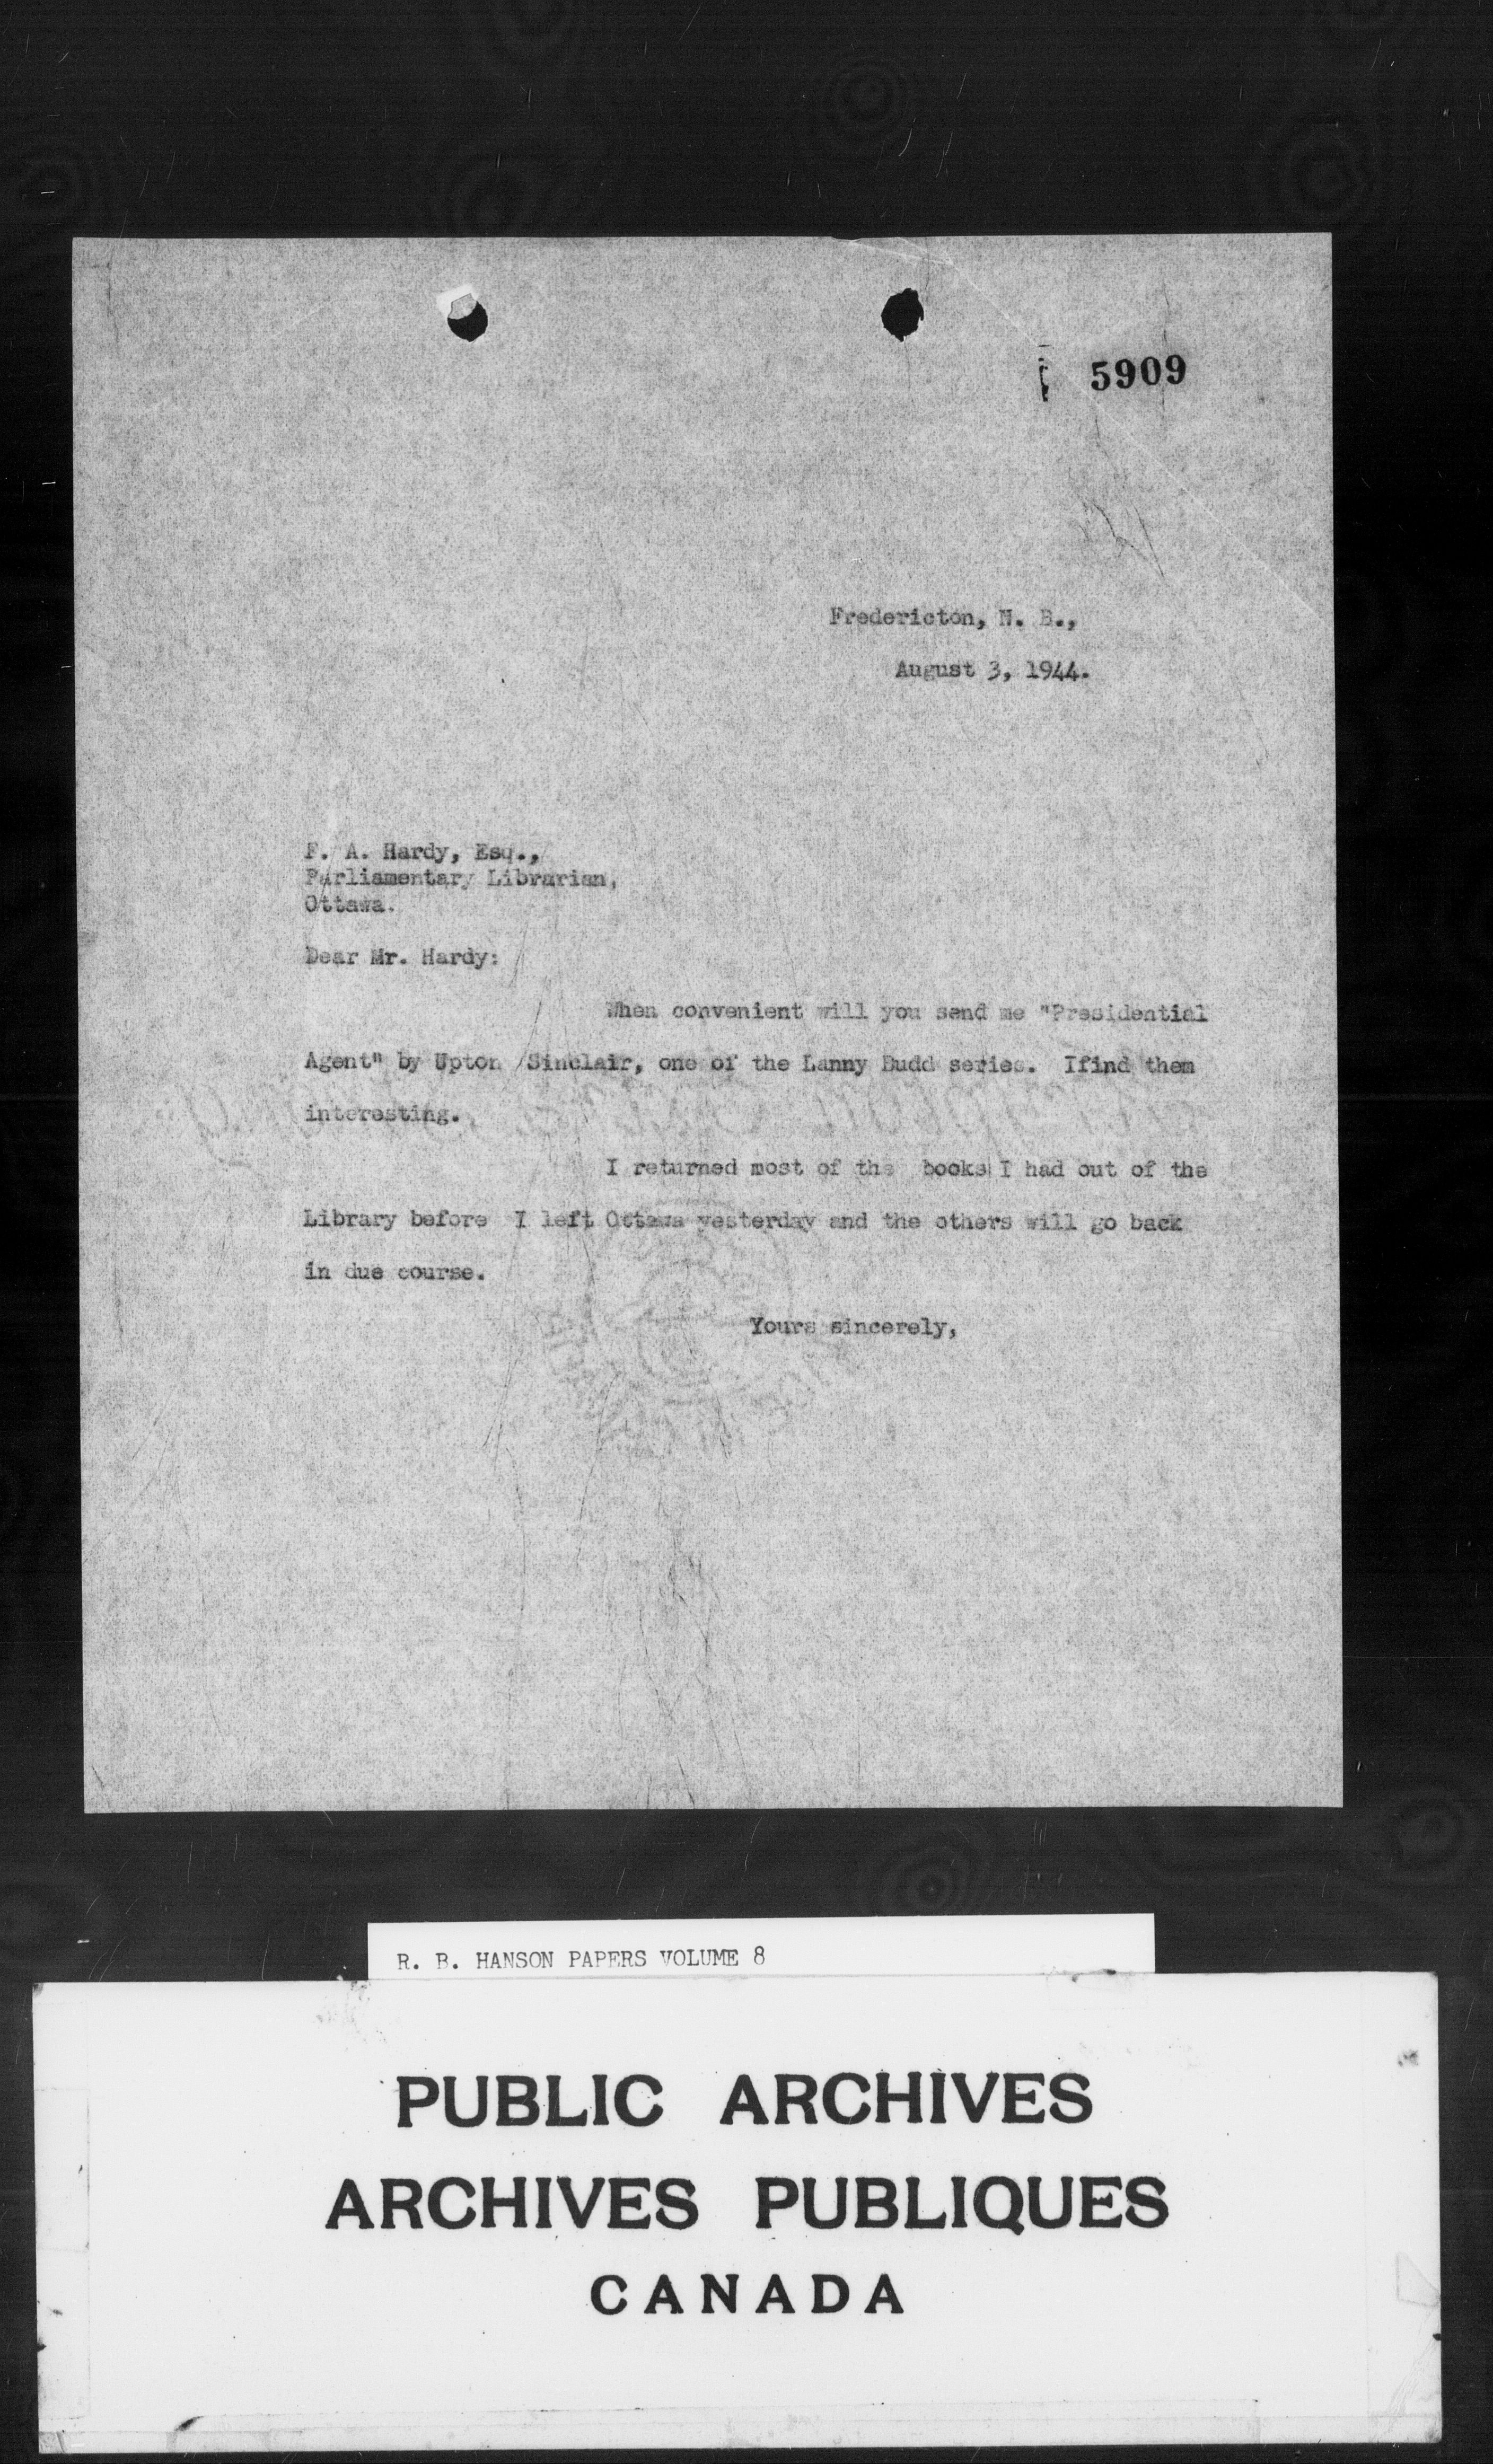 5909
Fredericton, N. B.,
August 3, 1944.
F. A. Hardy, Esq.,
Parliamentary Librarian,
Ottawa.
Dear Mr. Hardy:
When convenient will you send me "Presidential
Agent" by Upton Sinclair, one of the Lanny Budd series. Ifind them
interesting.
I returned most of the books I had out of the
Library before I left Ottawa yesterday and the others will go back
in due course.
Yours sincerely,
R. B. HANSON PAPERS VOLUME 8
PUBLIC ARCHIVES
ARCHIVES PUBLIQUES
CANADA